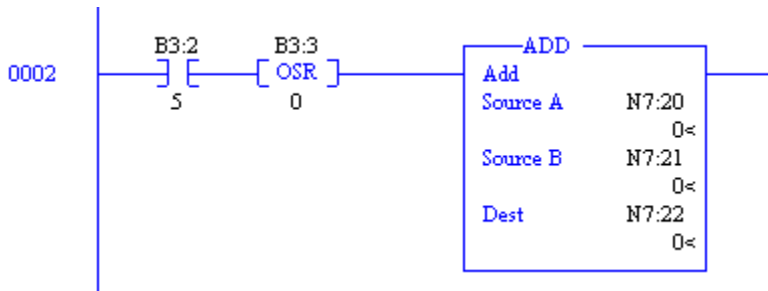 ADD
B3:2 B3:3
0002 OSR Add
5 0 Source A N7:20
0<
Source B N7:21
0<
Dest N7:22
0<